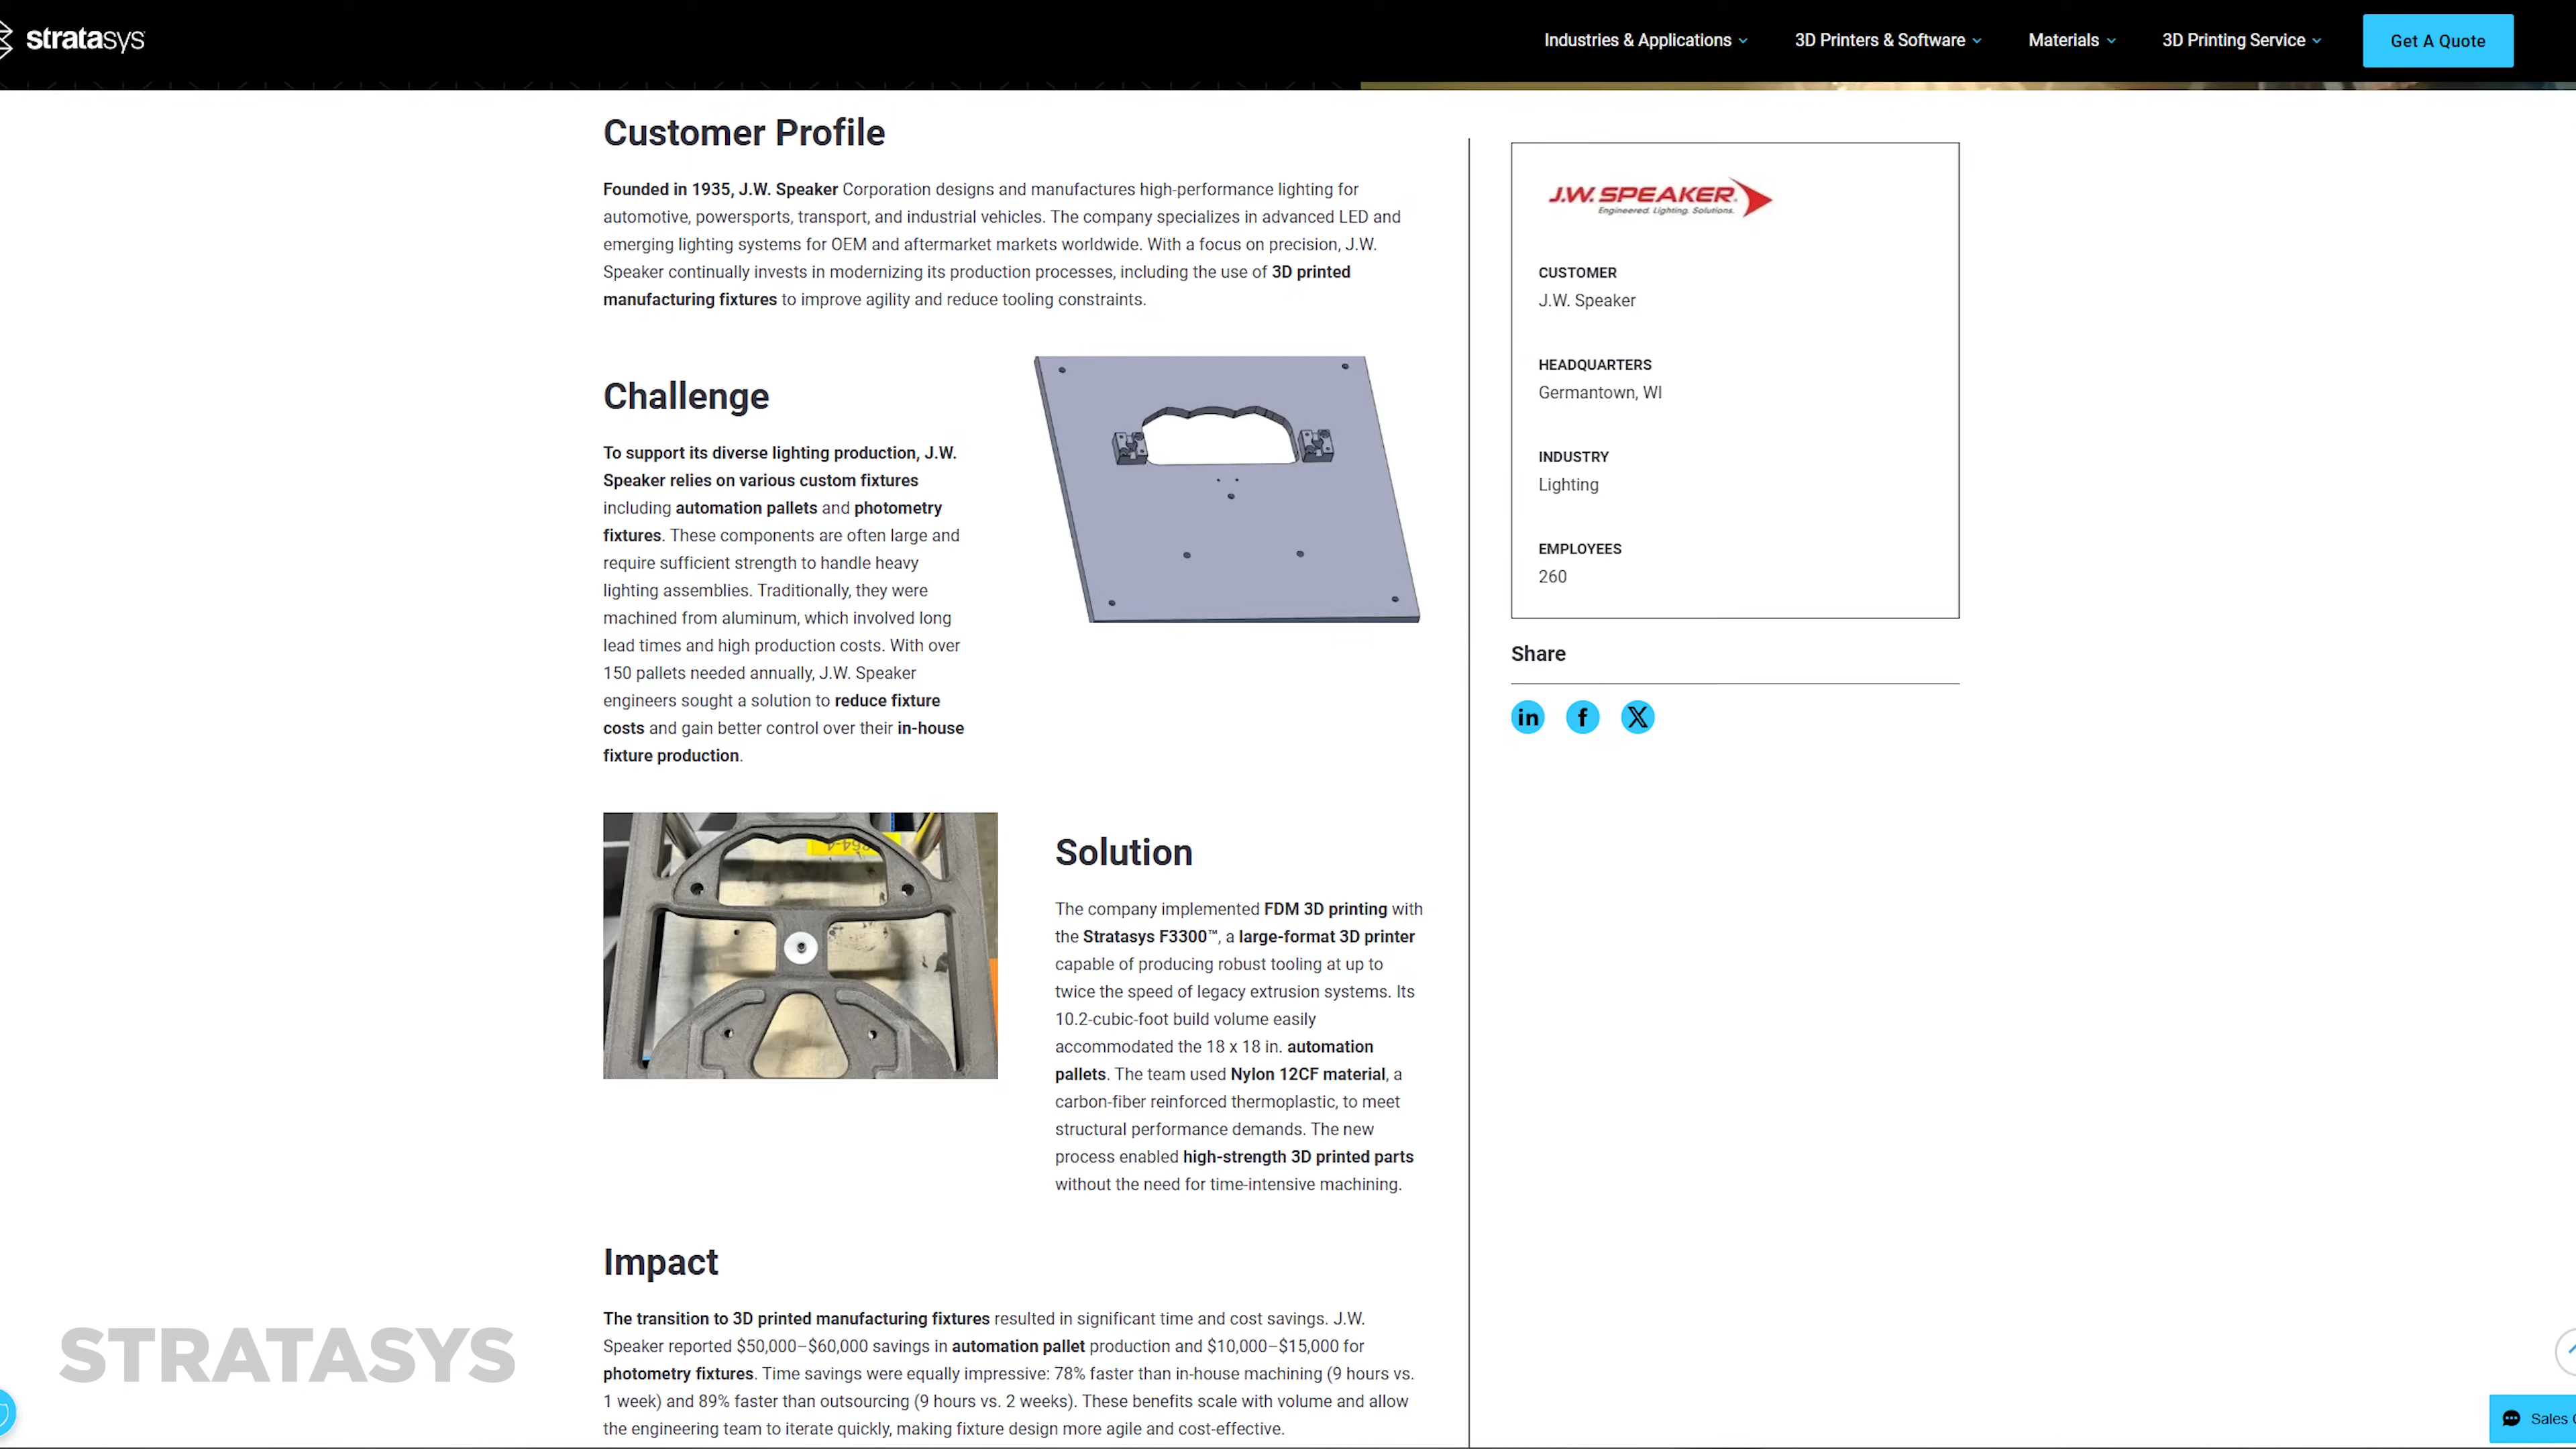 stratasys
Industries & Applications
3D Printers & Software
Materials
3D Printing Service
Get A Quote
Customer Profile
Founded in 1935, J.W. Speaker Corporation designs and manufactures high-performance lighting for
automotive, powersports, transport, and industrial vehicles. The company specializes in advanced LED and
emerging lighting systems for OEM and aftermarket markets worldwide. With a focus on precision, J.W.
Speaker continually invests in modernizing its production processes, including the use of 3D printed
manufacturing fixtures to improve agility and reduce tooling constraints.
Challenge
To support its diverse lighting production, J.W.
Speaker relies on various custom fixtures
including automation pallets and photometry
fixtures. These components are often large and
require sufficient strength to handle heavy
lighting assemblies. Traditionally, they were
machined from aluminum, which involved long
lead times and high production costs. With over
150 pallets needed annually, J.W. Speaker
engineers sought a solution to reduce fixture
costs and gain better control over their in-house
fixture production.
Solution
The company implemented FDM 3D printing with
the Stratasys F3300™, a large-format 3D printer
capable of producing robust tooling at up to
twice the speed of legacy extrusion systems. Its
10.2-cubic-foot build volume easily
accommodated the 18 x 18 in. automation
pallets. The team used Nylon 12CF material, a
carbon-fiber reinforced thermoplastic, to meet
structural performance demands. The new
process enabled high-strength 3D printed parts
without the need for time-intensive machining.
Impact
The transition to 3D printed manufacturing fixtures resulted in significant time and cost savings. J.W.
Speaker reported $50,000–$60,000 savings in automation pallet production and $10,000–$15,000 for
photometry fixtures. Time savings were equally impressive: 78% faster than in-house machining (9 hours vs.
1 week) and 89% faster than outsourcing (9 hours vs. 2 weeks). These benefits scale with volume and allow
the engineering team to iterate quickly, making fixture design more agile and cost-effective.
J.W. SPEAKER
Engineered. Lighting. Solutions.
CUSTOMER
J.W. Speaker
HEADQUARTERS
Germantown, WI
INDUSTRY
Lighting
EMPLOYEES
260
Share
in f X
STRATASYS
Sales